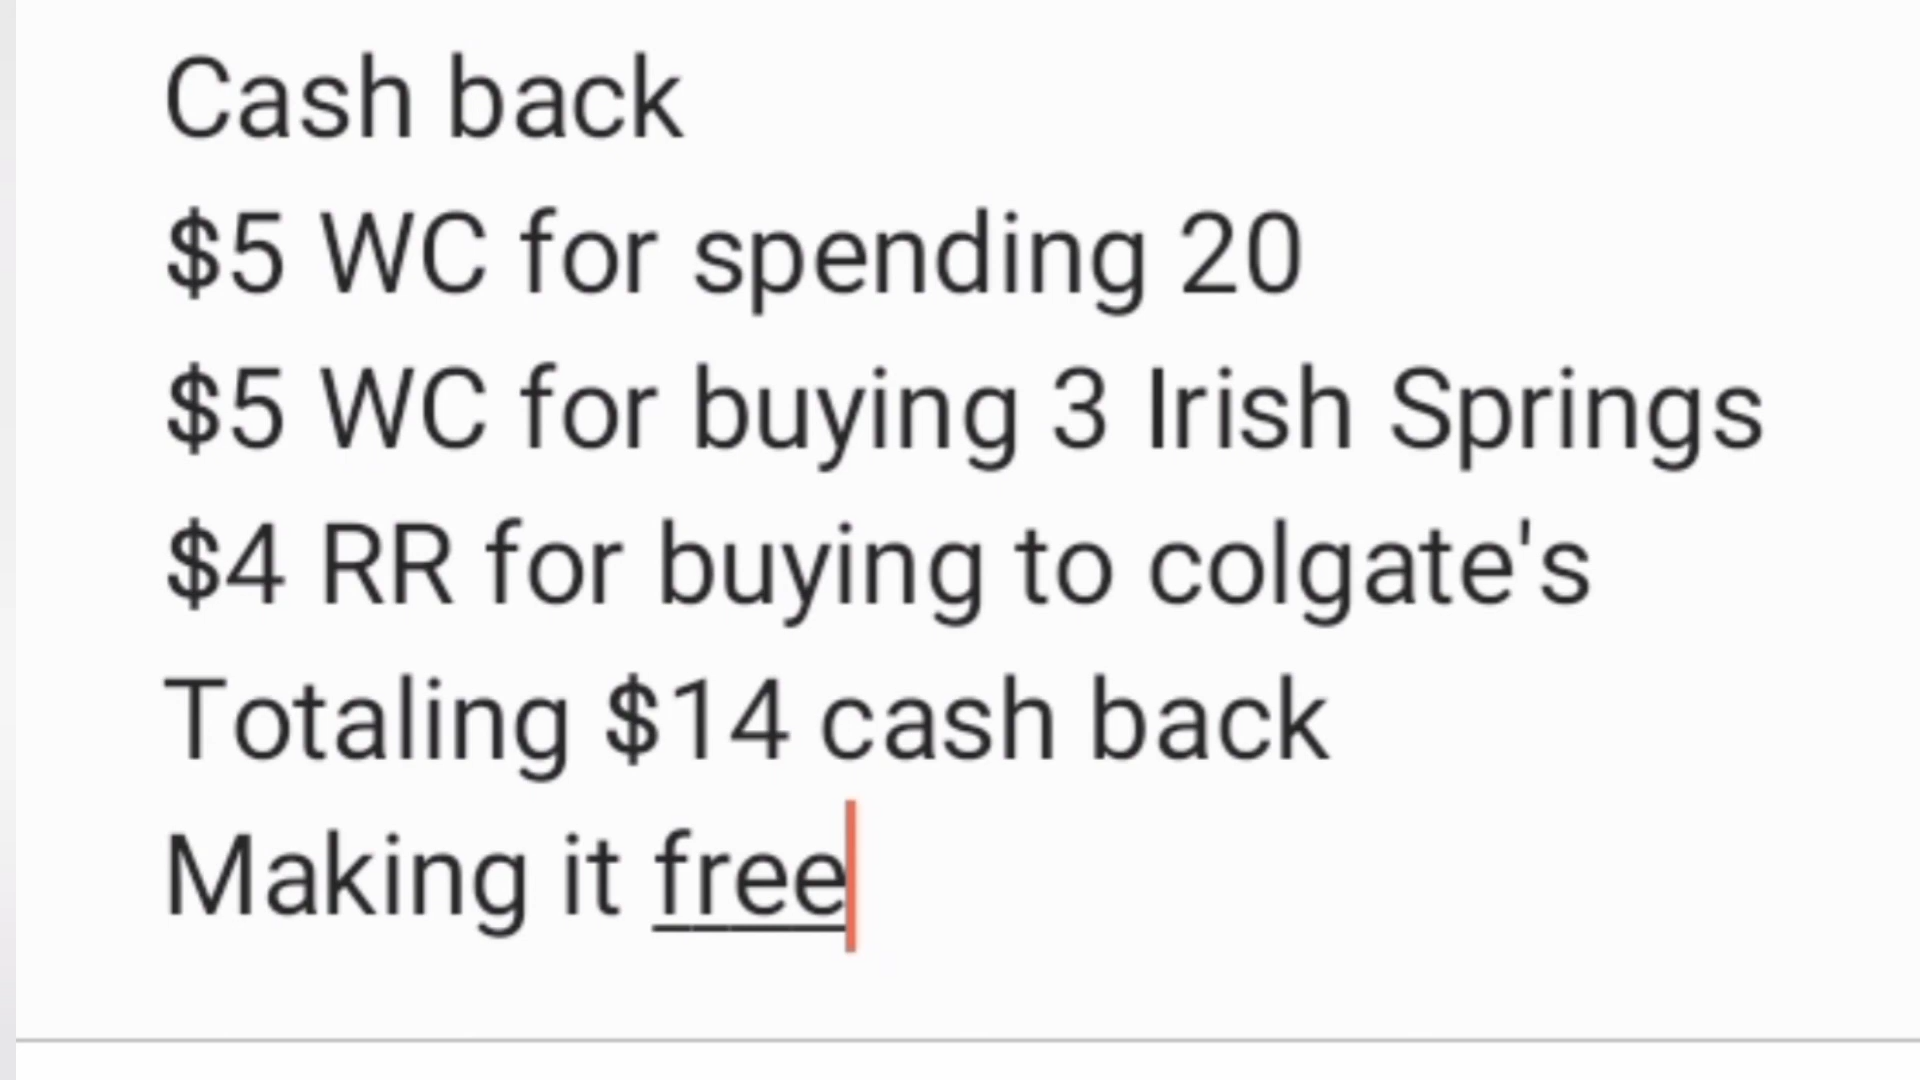 Cash back
$5 WC for spending 20
$5 WC for buying 3 Irish Springs
$4 RR for buying to colgate's
Totaling $14 cash back
Making it free